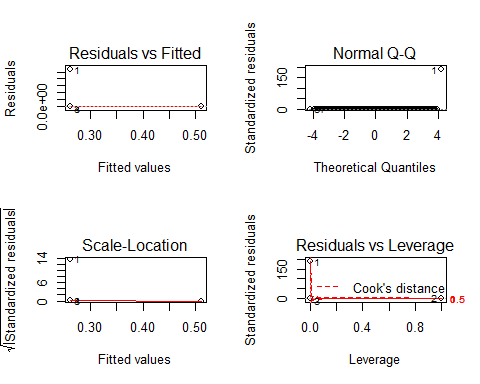 Residuals vs Fitted
Residuals
0.0e+00
1
0.30 0.40 0.50
Fitted values
Normal Q-Q
Standardized residuals
0 150
1
-4 -2 0 2 4
Theoretical Quantiles
Scale-Location
√|Standardized residuals|
0 6 14
1
0.30 0.40 0.50
Fitted values
Residuals vs Leverage
Standardized residuals
0 150
1
Cook's distance
2
0.5
0.0 0.4 0.8
Leverage